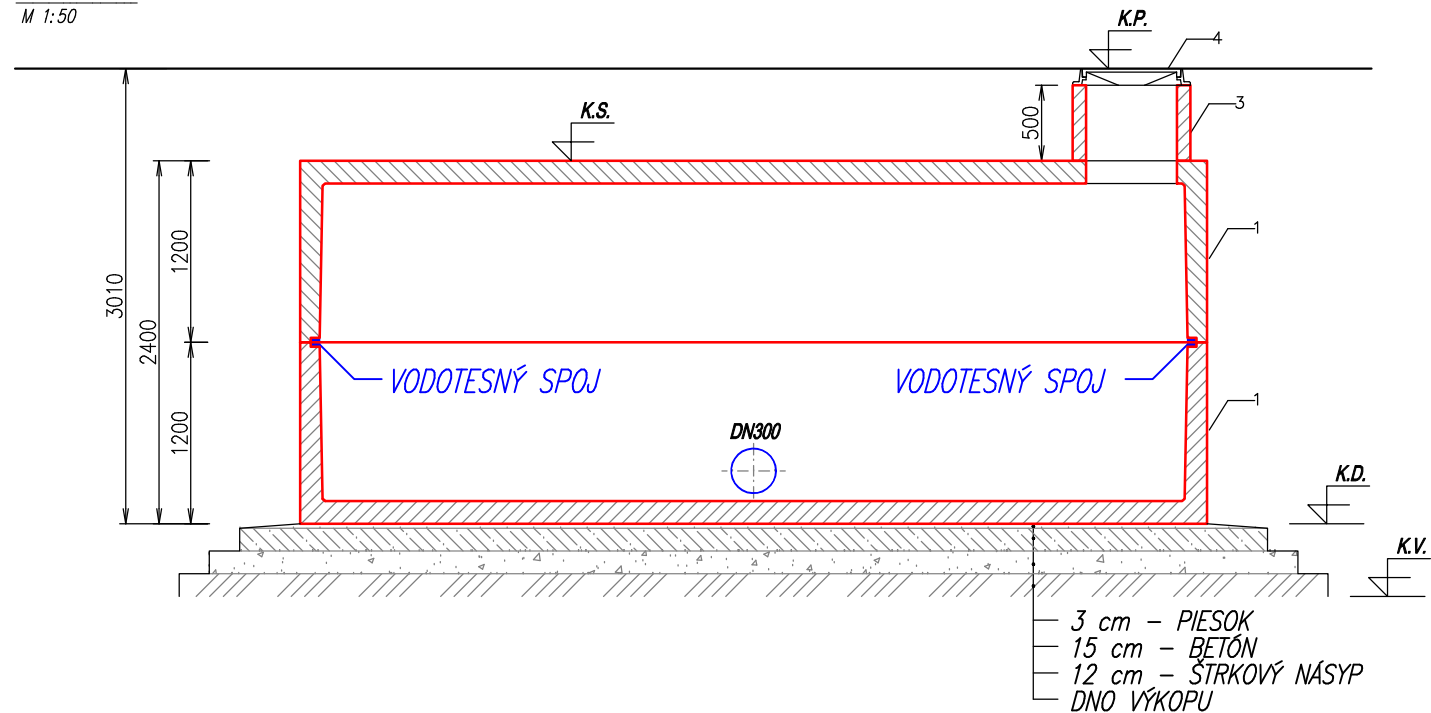 M 1:50
K.P.
4
3
500
K.S.
1
1200
3010
2400
VODOTESNÝ SPOJ
VODOTESNÝ SPOJ
1
1200
DN300
K.D.
K.V.
3 cm – PIESOK
15 cm – BETÓN
12 cm – ŠTRKOVÝ NÁSYP
DNO VÝKOPU